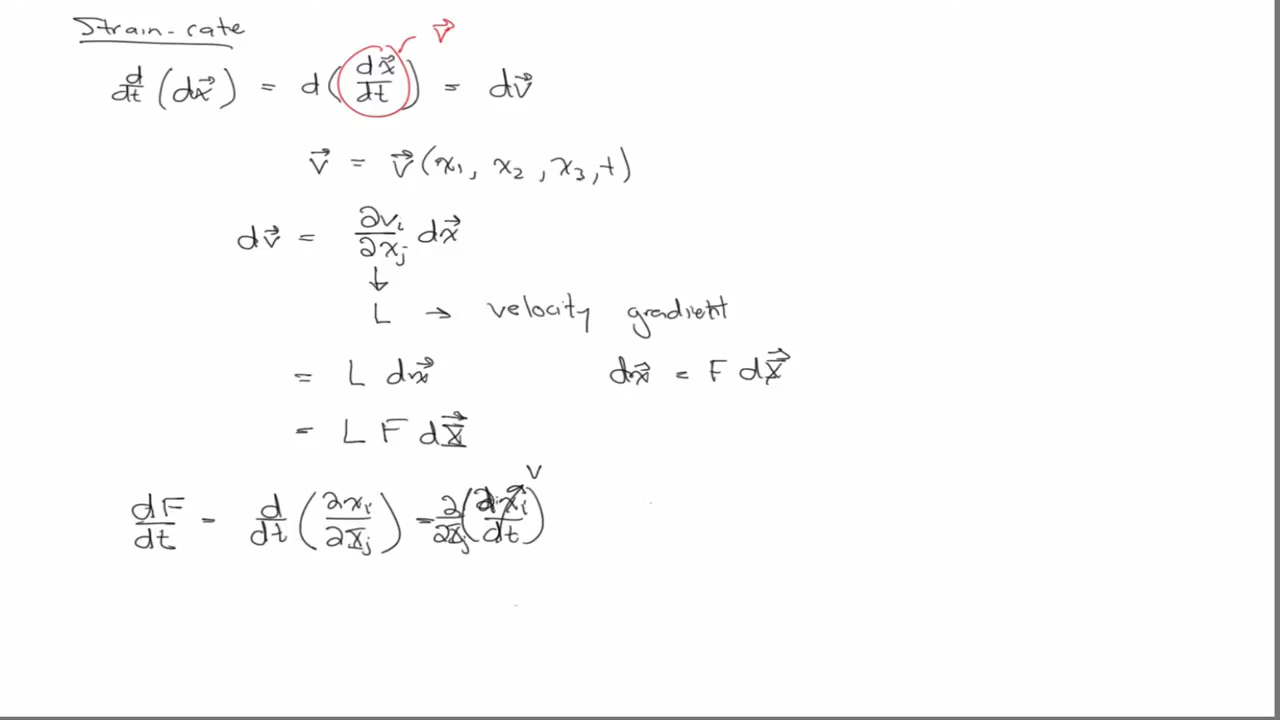 Strain-rate
d/dt (dx⃗) = d(dx⃗/dt) = dv⃗
v⃗
v⃗ = v⃗(x₁, x₂, x₃, t)
dv⃗ = ∂vᵢ/∂xⱼ dx⃗
↓
L → velocity gradient
= L dx⃗
dx⃗ = F dX⃗
= L F dX⃗
dF/dt = d/dt (∂xᵢ/∂Xⱼ) = ∂/∂Xⱼ (dxᵢ/dt)
v